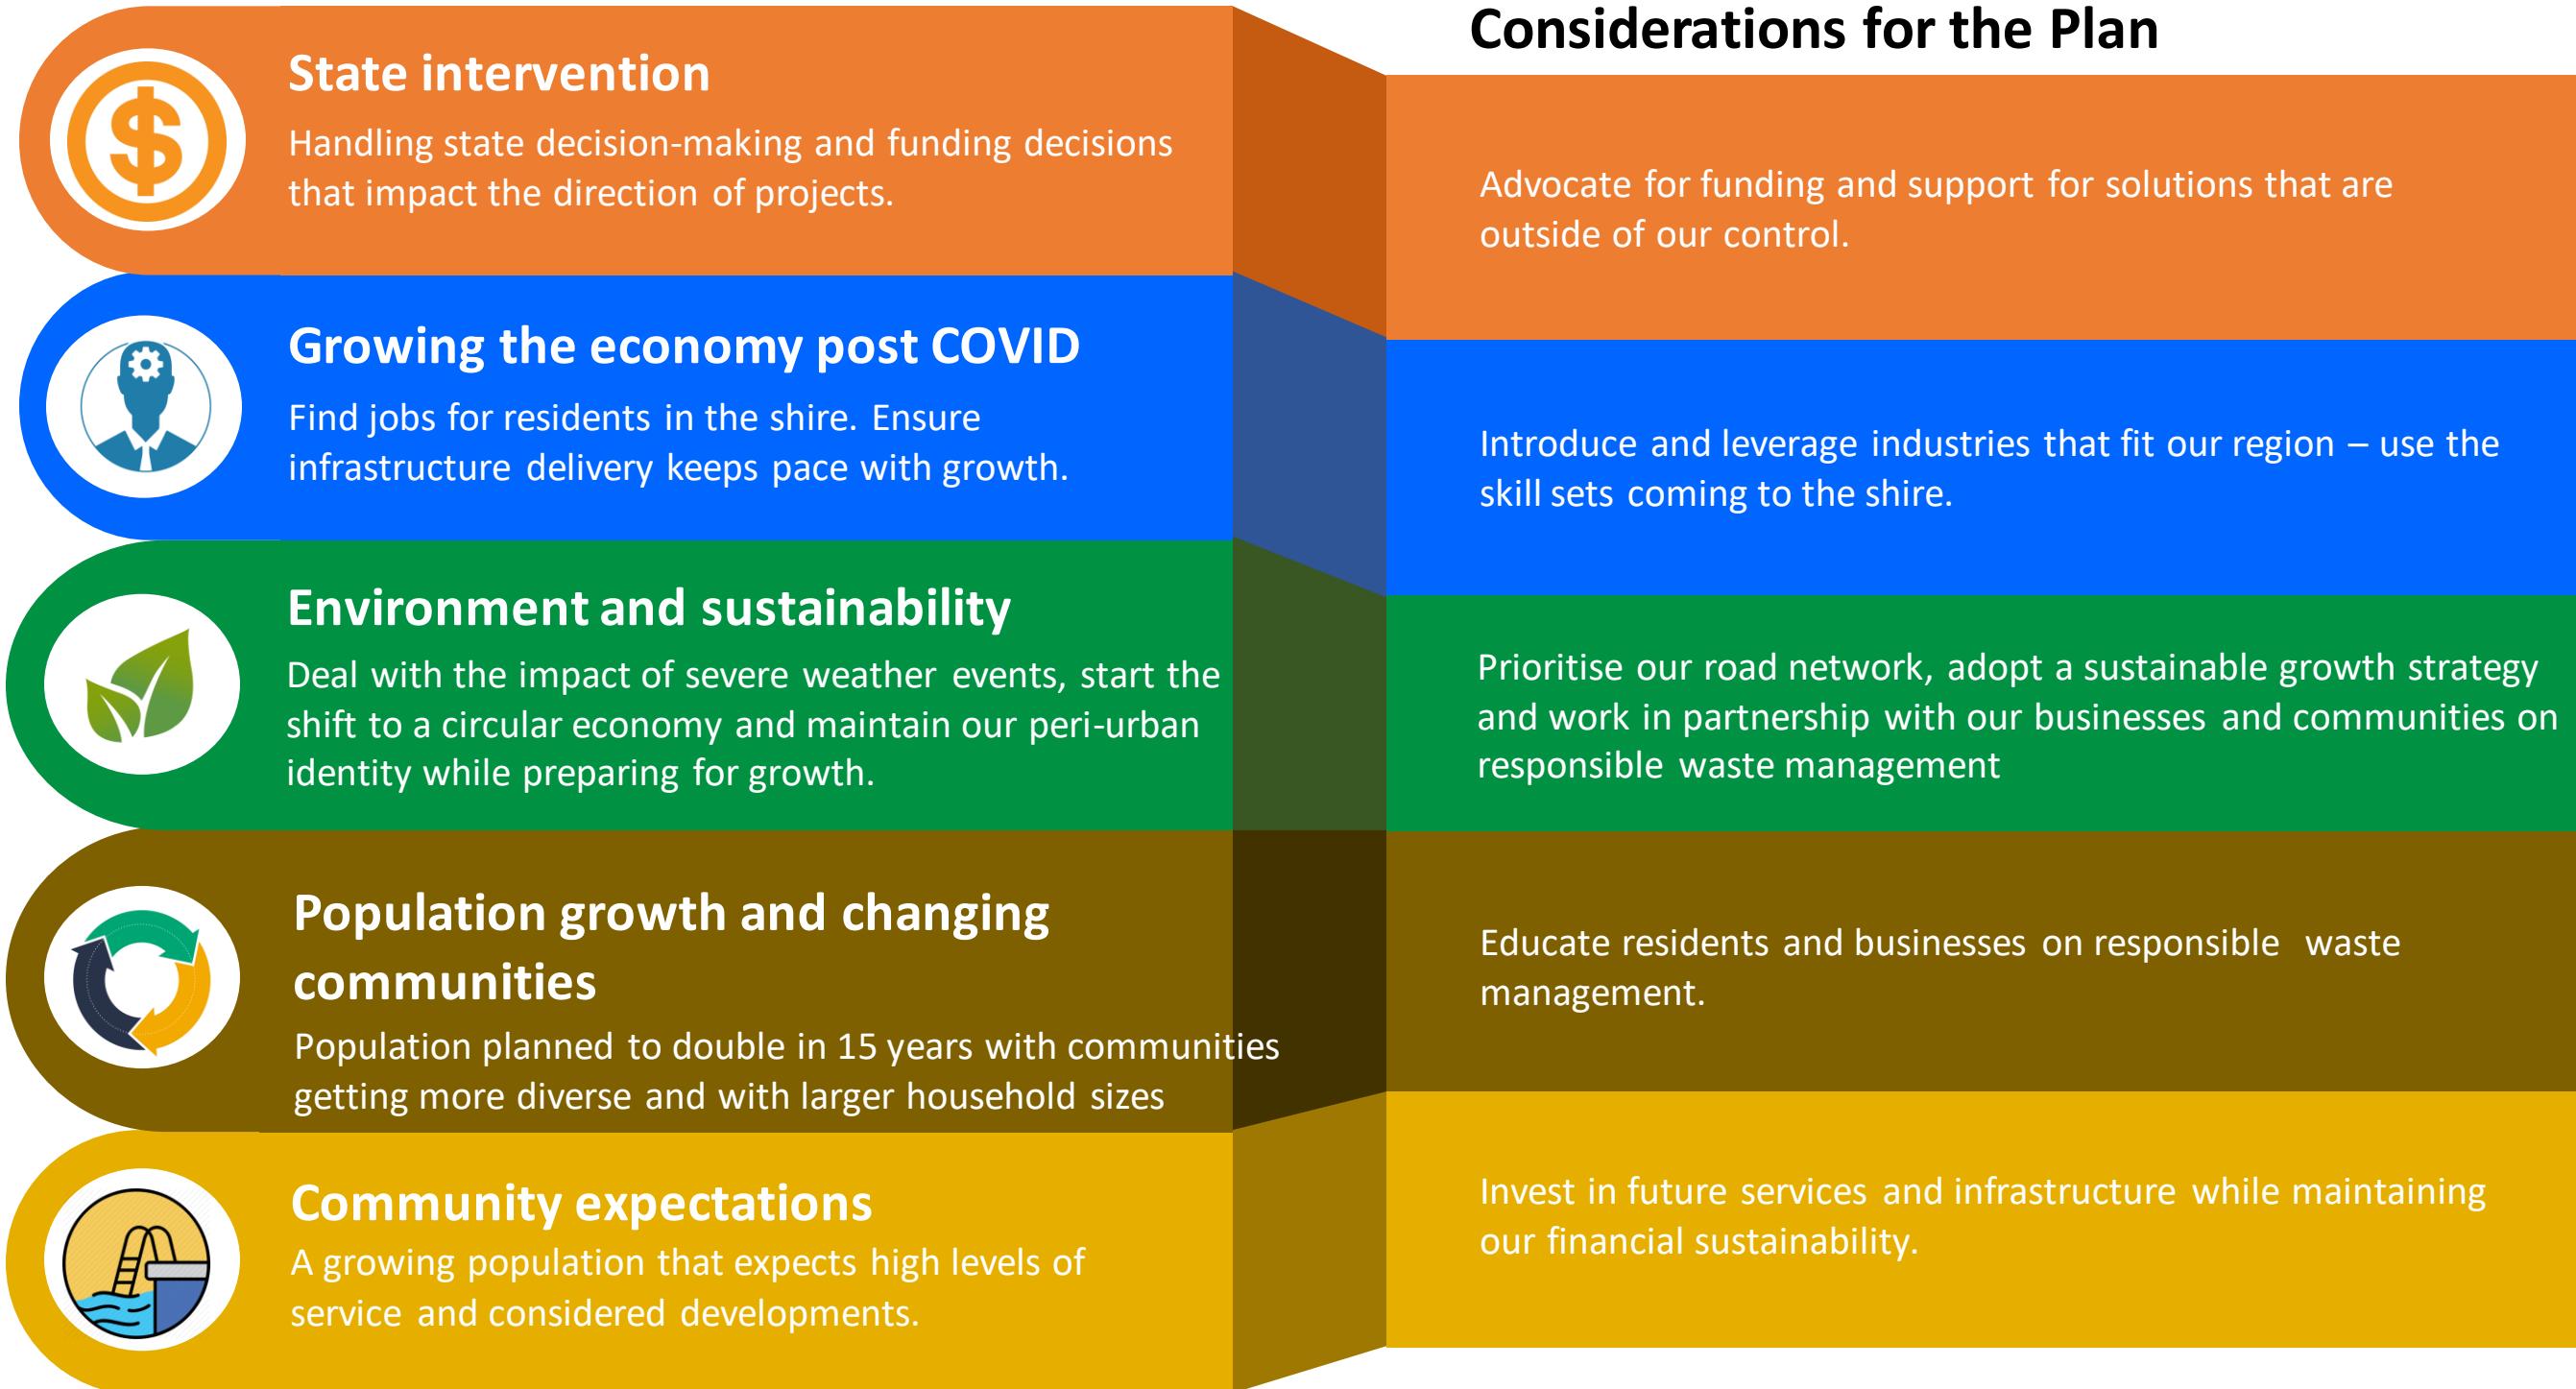 Considerations for the Plan
State intervention
Handling state decision-making and funding decisions
that impact the direction of projects.
Advocate for funding and support for solutions that are
outside of our control.
Growing the economy post COVID
Find jobs for residents in the shire. Ensure
infrastructure delivery keeps pace with growth.
Introduce and leverage industries that fit our region – use the
skill sets coming to the shire.
Environment and sustainability
Deal with the impact of severe weather events, start the
shift to a circular economy and maintain our peri-urban
identity while preparing for growth.
Prioritise our road network, adopt a sustainable growth strategy
and work in partnership with our businesses and communities on
responsible waste management
Population growth and changing
communities
Population planned to double in 15 years with communities
getting more diverse and with larger household sizes
Educate residents and businesses on responsible waste
management.
Community expectations
A growing population that expects high levels of
service and considered developments.
Invest in future services and infrastructure while maintaining
our financial sustainability.